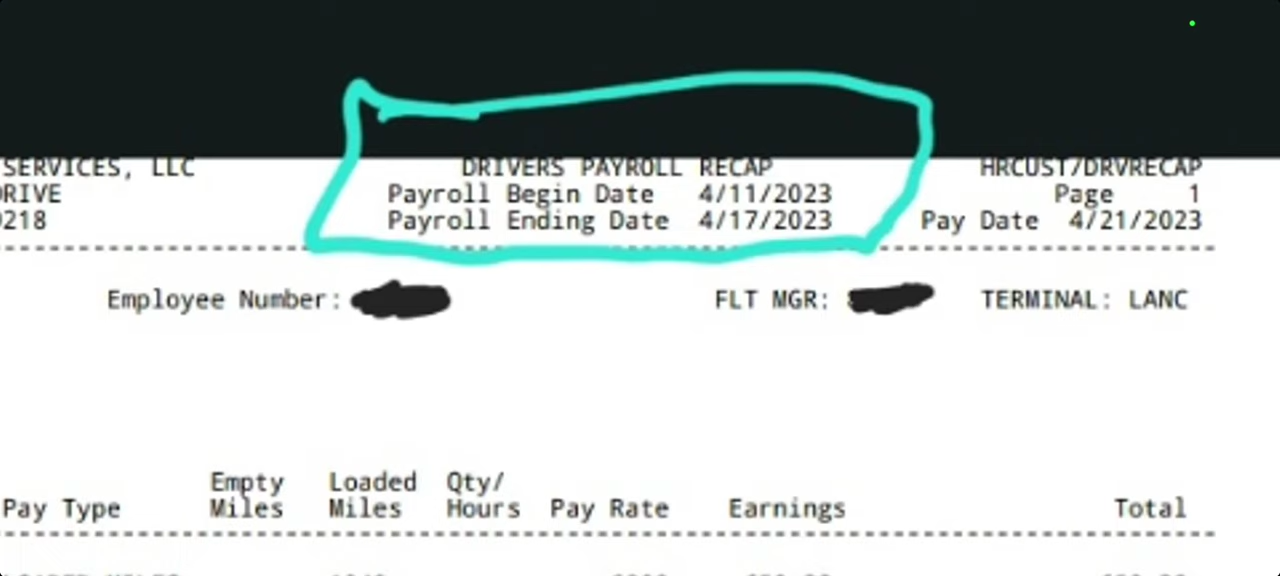 SERVICES, LLC DRIVERS PAYROLL RECAP HRCUST/DRVRECAP
DRIVE Payroll Begin Date 4/11/2023 Page 1
0218 Payroll Ending Date 4/17/2023 Pay Date 4/21/2023
Employee Number: FLT MGR: TERMINAL: LANC
Empty Loaded Qty/
Pay Type Miles Miles Hours Pay Rate Earnings Total